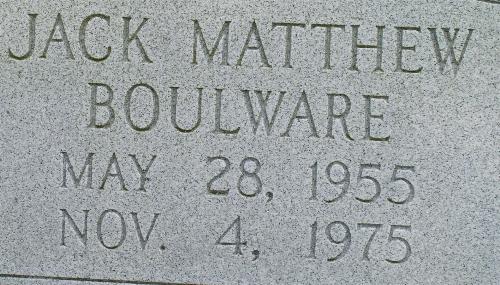 JACK MATTHEW
BOULWARE
MAY 28, 1955
NOV. 4, 1975